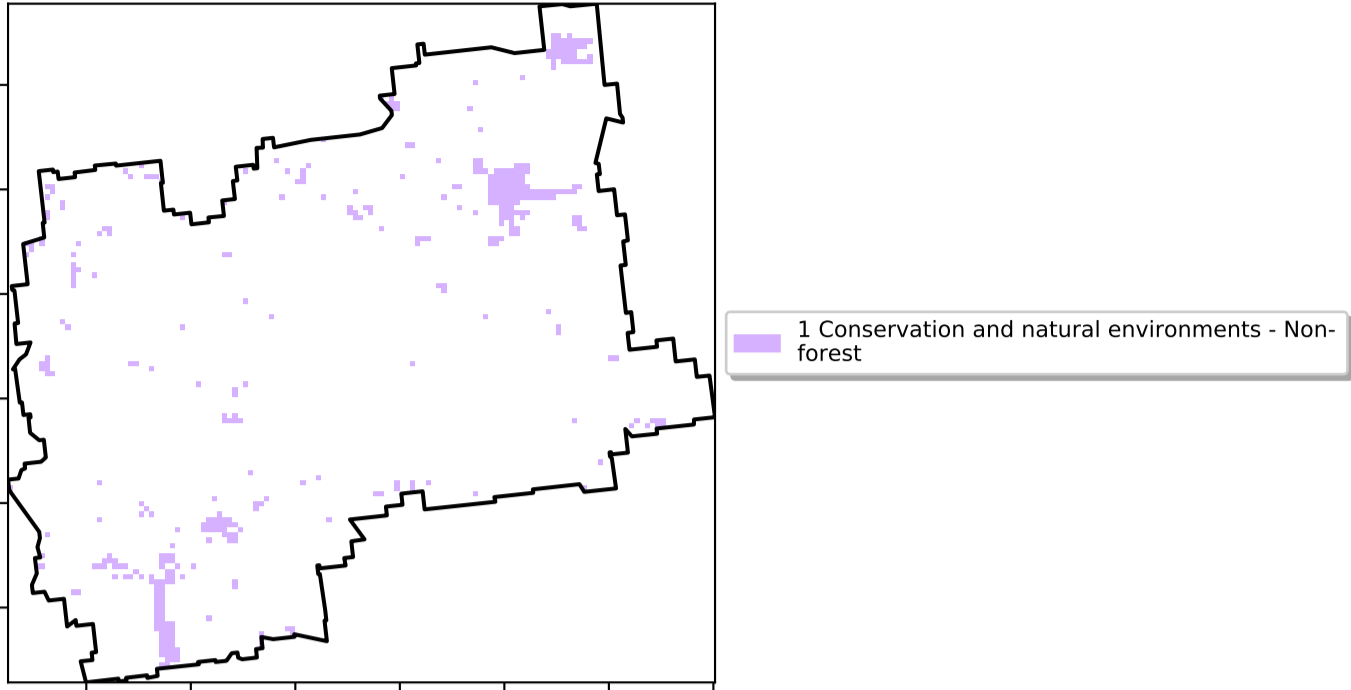 1 Conservation and natural environments - Non-
forest